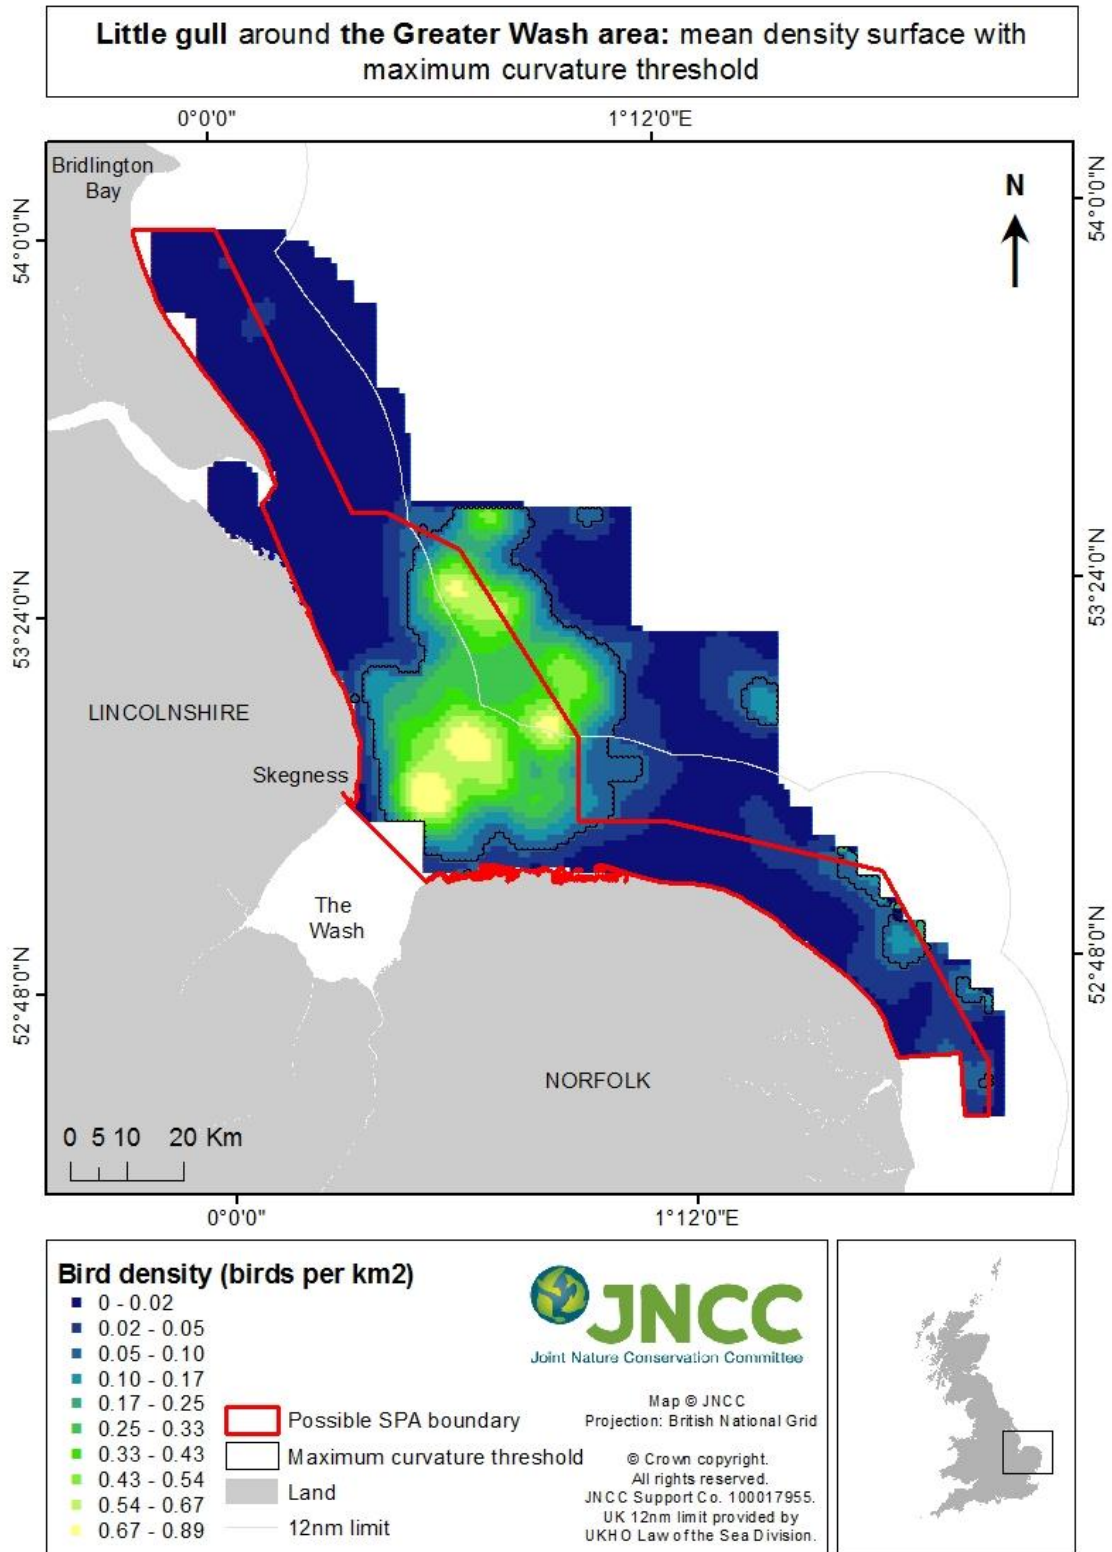 Little gull around the Greater Wash area: mean density surface with
maximum curvature threshold
0°0'0"
1°12'0"E
Bridlington
Bay
N
54°0'0"N
54°0'0"N
53°24'0"N
53°24'0"N
LINCOLNSHIRE
Skegness
The
Wash
52°48'0"N
52°48'0"N
NORFOLK
0 5 10 20 Km
0°0'0"
1°12'0"E
Bird density (birds per km2)
0 - 0.02
0.02 - 0.05
0.05 - 0.10
0.10 - 0.17
0.17 - 0.25
0.25 - 0.33
0.33 - 0.43
0.43 - 0.54
0.54 - 0.67
0.67 - 0.89
Possible SPA boundary
Maximum curvature threshold
Land
12nm limit
JNCC
Joint Nature Conservation Committee
Map © JNCC
Projection: British National Grid
© Crown copyright.
All rights reserved.
JNCC Support Co. 100017955.
UK 12nm limit provided by
UKHO Law of the Sea Division.